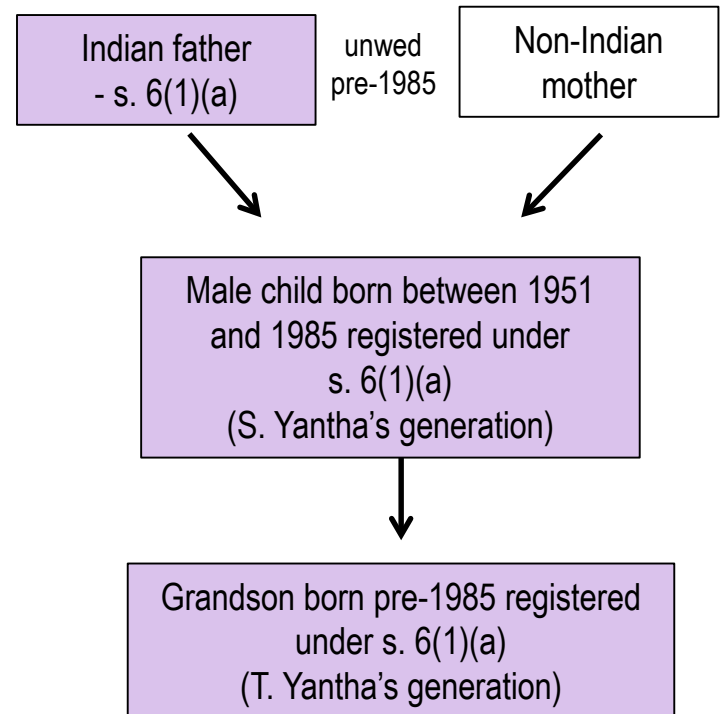 Indian father
- s. 6(1)(a)
unwed
pre-1985
Non-Indian
mother
Male child born between 1951
and 1985 registered under
s. 6(1)(a)
(S. Yantha’s generation)
Grandson born pre-1985 registered
under s. 6(1)(a)
(T. Yantha’s generation)